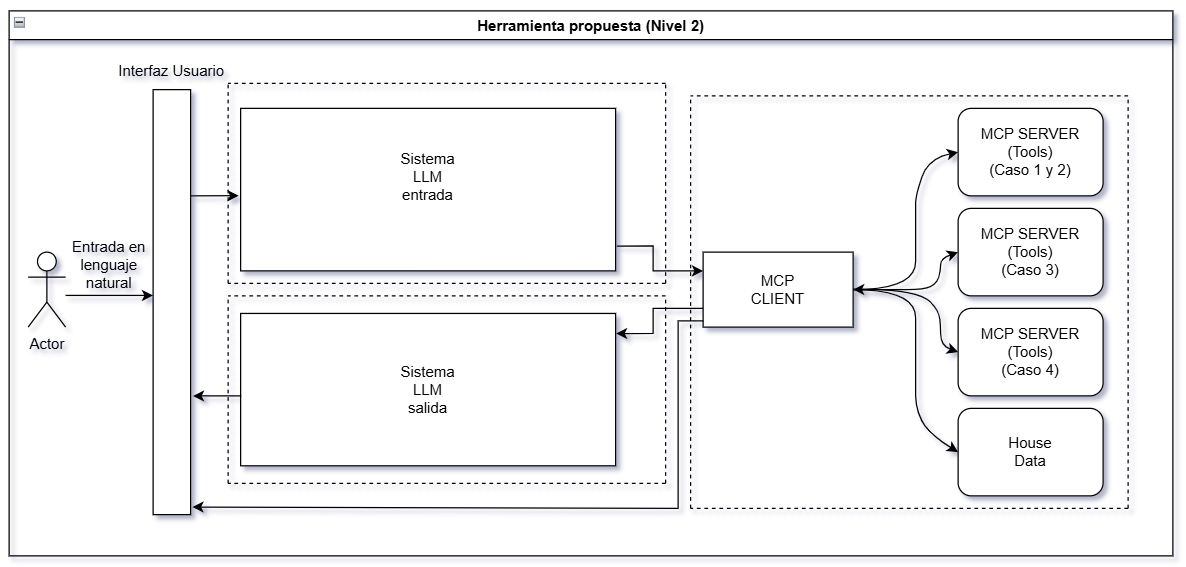 Herramienta propuesta (Nivel 2)
Interfaz Usuario
Sistema
LLM
entrada
MCP SERVER
(Tools)
(Caso 1 y 2)
Entrada en
lenguaje
natural
Actor
MCP
CLIENT
MCP SERVER
(Tools)
(Caso 3)
MCP SERVER
(Tools)
(Caso 4)
Sistema
LLM
salida
House
Data